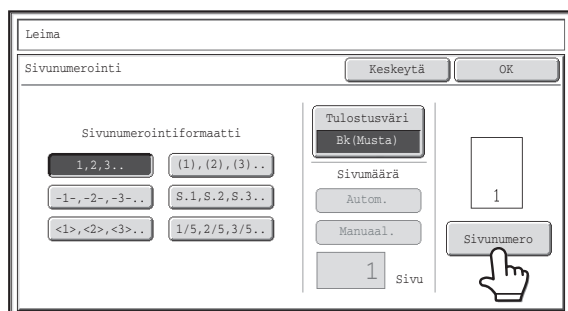 Leima
Sivunumerointi
Keskeytä
OK
Sivunumerointiformaatti
1,2,3..
(1),(2),(3)..
-1-,-2-,-3-..
S.1,S.2,S.3..
<1>,<2>,<3>..
1/5,2/5,3/5..
Tulostusväri
Bk(Musta)
Sivumäärä
Autom.
Manuaal.
1 Sivu
1
Sivunumero